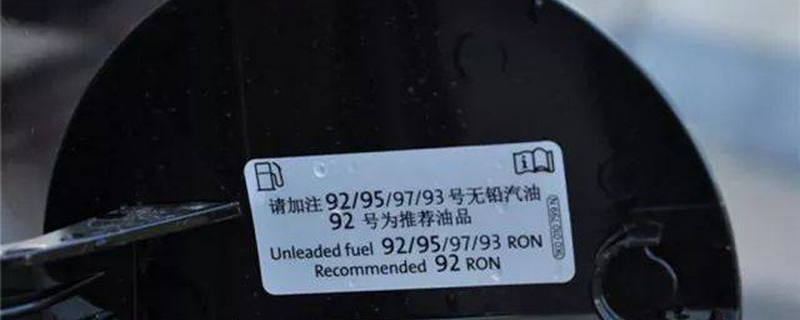 请加注 92/95/97/93 号无铅汽油
92 号为推荐油品
Unleaded fuel 92/95/97/93 RON
Recommended 92 RON